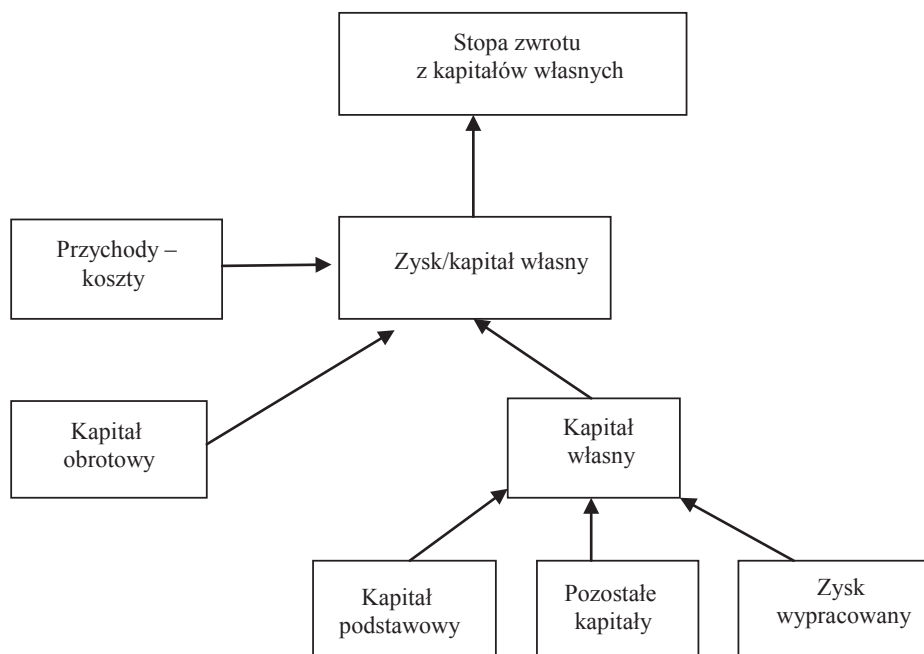 Stopa zwrotu
z kapitałów własnych
Przychody –
koszty
Zysk/kapitał własny
Kapitał
obrotowy
Kapitał
własny
Kapitał
podstawowy
Pozostałe
kapitały
Zysk
wypracowany